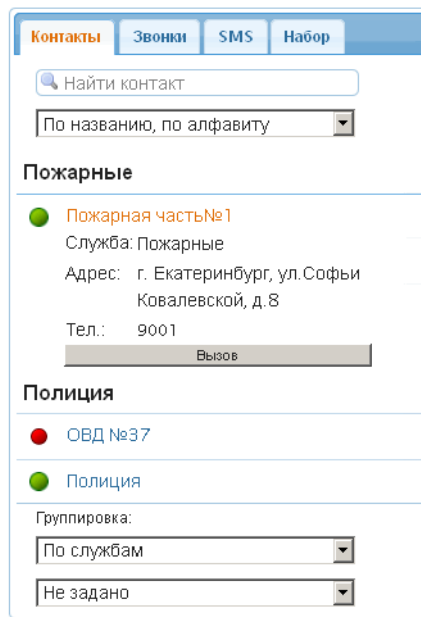 Контакты Звонки SMS Набор
Найти контакт
По названию, по алфавиту
Пожарные
Пожарная часть№1
Служба: Пожарные
Адрес: г. Екатеринбург, ул.Софьи
Ковалевской, д.8
Тел.: 9001
Вызов
Полиция
ОВД №37
Полиция
Группировка:
По службам
Не задано